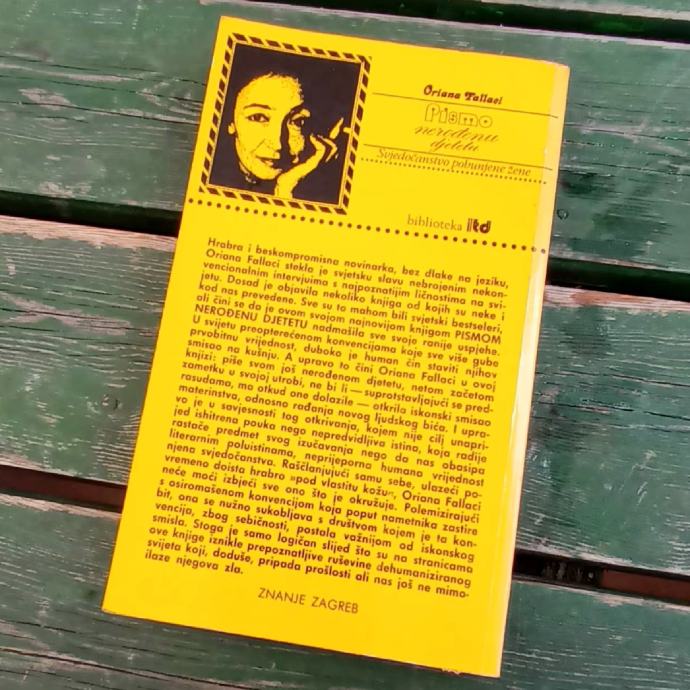 Oriana Fallaci
Pismo
nerođenu
djetetu
Svjedočanstvo pobunjene žene
biblioteka ltd
Hrabra i beskompromisna novinarka, bez dlake na jeziku,
Oriana Fallaci stekla je svjetsku slavu nebrojenim nekon-
vencionalnim intervjuima s najpoznatijim ličnostima na svi-
jetu. Dosad je objavila nekoliko knjiga od kojih su neke i
kod nas prevedene. Sve su to mahom bili svjetski bestseleri,
ali čini se da je ovom svojom najnovijom knjigom PISMOM
NEROĐENU DJETETU nadmašila sve svoje ranije uspjehe.
U svijetu preopterećenom konvencijama koje sve više gube
prvobitnu vrijednost, duboko je human čin staviti njihov
smisao na kušnju. A upravo to čini Oriana Fallaci u ovoj
knjizi: piše svom još nerođenom djetetu, netom začetom
zametku u svojoj utrobi, ne bi li — suprotstavljajući se pred-
rasudama, ma otkud one dolazile — otkrila iskonski smisao
materinstva, odnosno rađanja novog ljudskog bića. I upra-
vo je u savjesnosti tog otkrivanja, kojem nije cilj unapri-
jed ishitrena pouka nego nepredvidljiva istina, koja radije
rastače predmet svog izučavanja nego da nas obasipa
literarnim poluistinama, neprijeporna humana vrijednost
njena svjedočanstva. Raščlanjujući samu sebe, ulazeći po-
vremeno doista hrabro »pod vlastitu kožu«, Oriana Fallaci
neće moći izbjeći sve ono što je okružuje. Polemizirajući
s osiromašenom konvencijom koja poput nametnika zastire
bit, ona se nužno sukobljava s društvom kojem je ta kon-
vencija, zbog sebičnosti, postala važnijom od iskonskog
smisla. Stoga je samo logičan slijed što su na stranicama
ove knjige iznikle prepoznatljive ruševine dehumaniziranog
svijeta koji, doduše, pripada prošlosti ali nas još ne mimo-
ilaze njegova zla.
ZNANJE ZAGREB